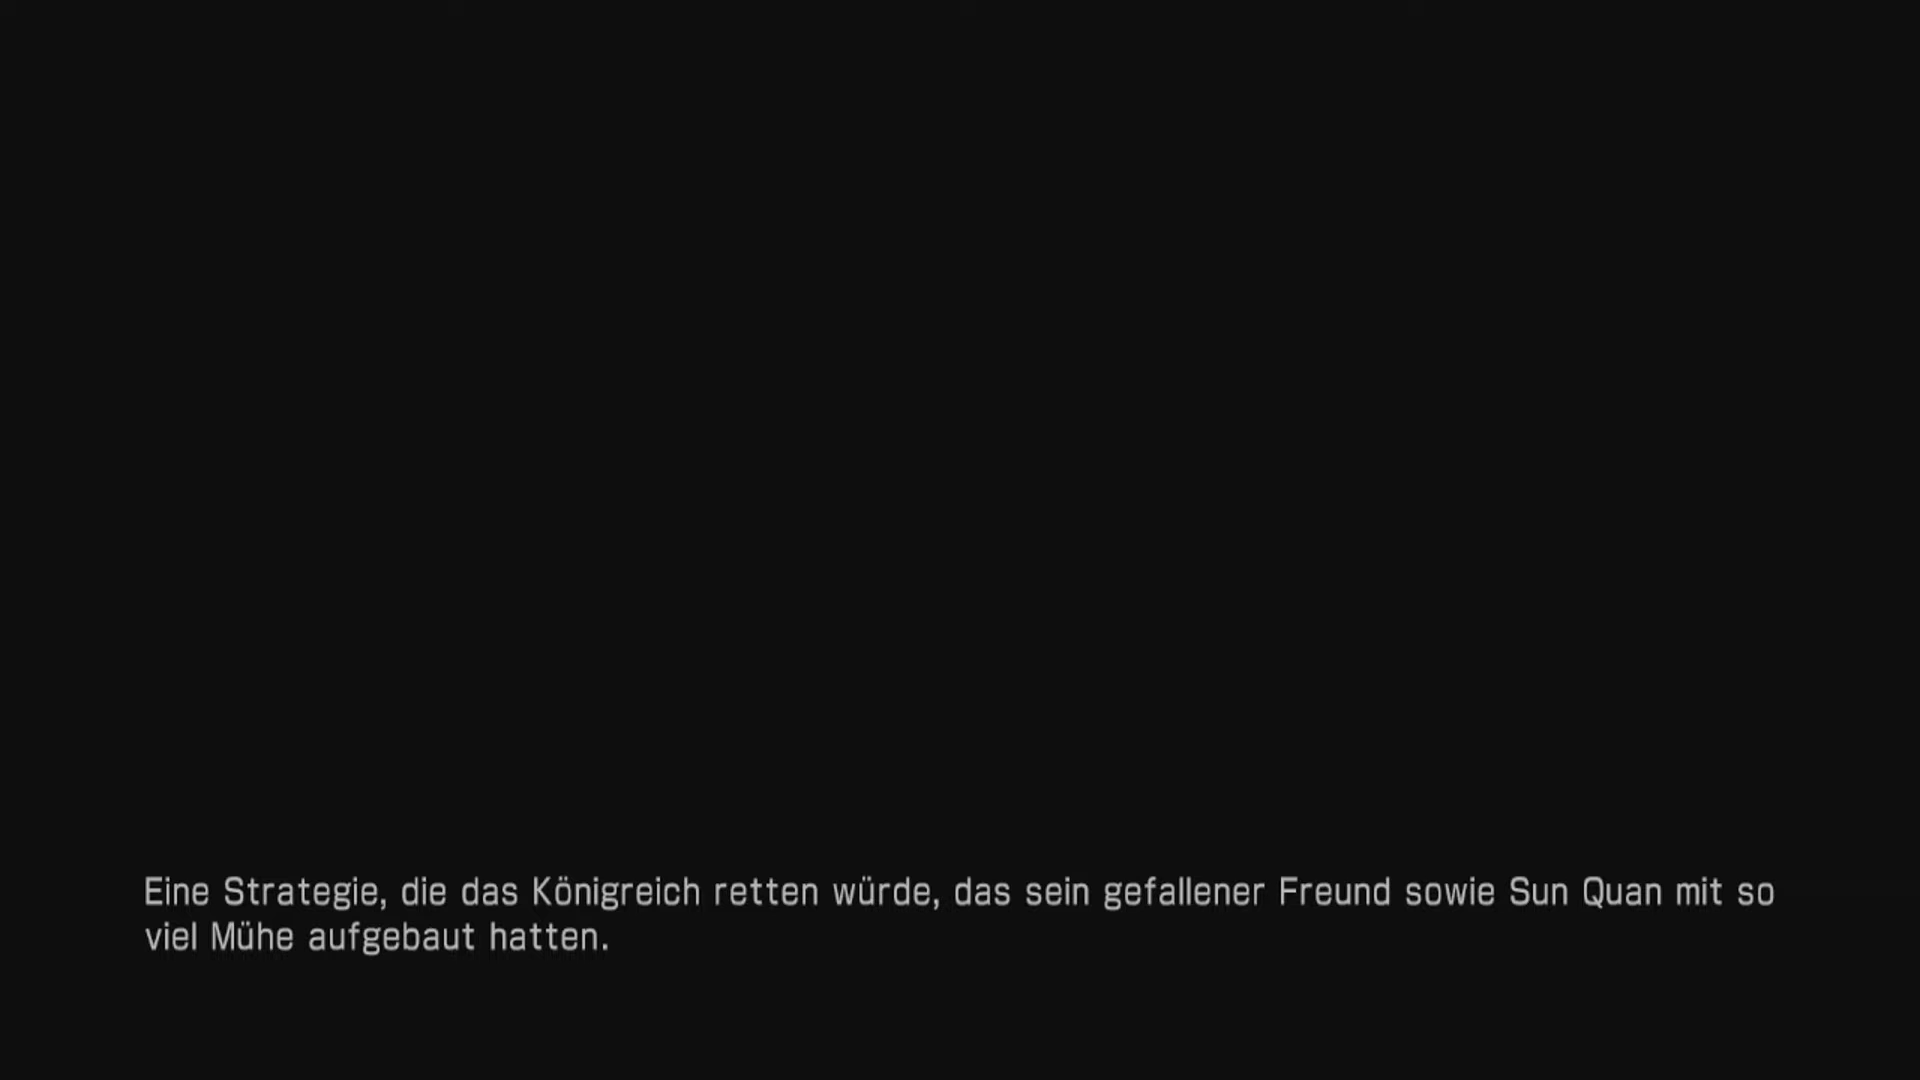 Eine Strategie, die das Königreich retten würde, das sein gefallener Freund sowie Sun Quan mit so
viel Mühe aufgebaut hatten.